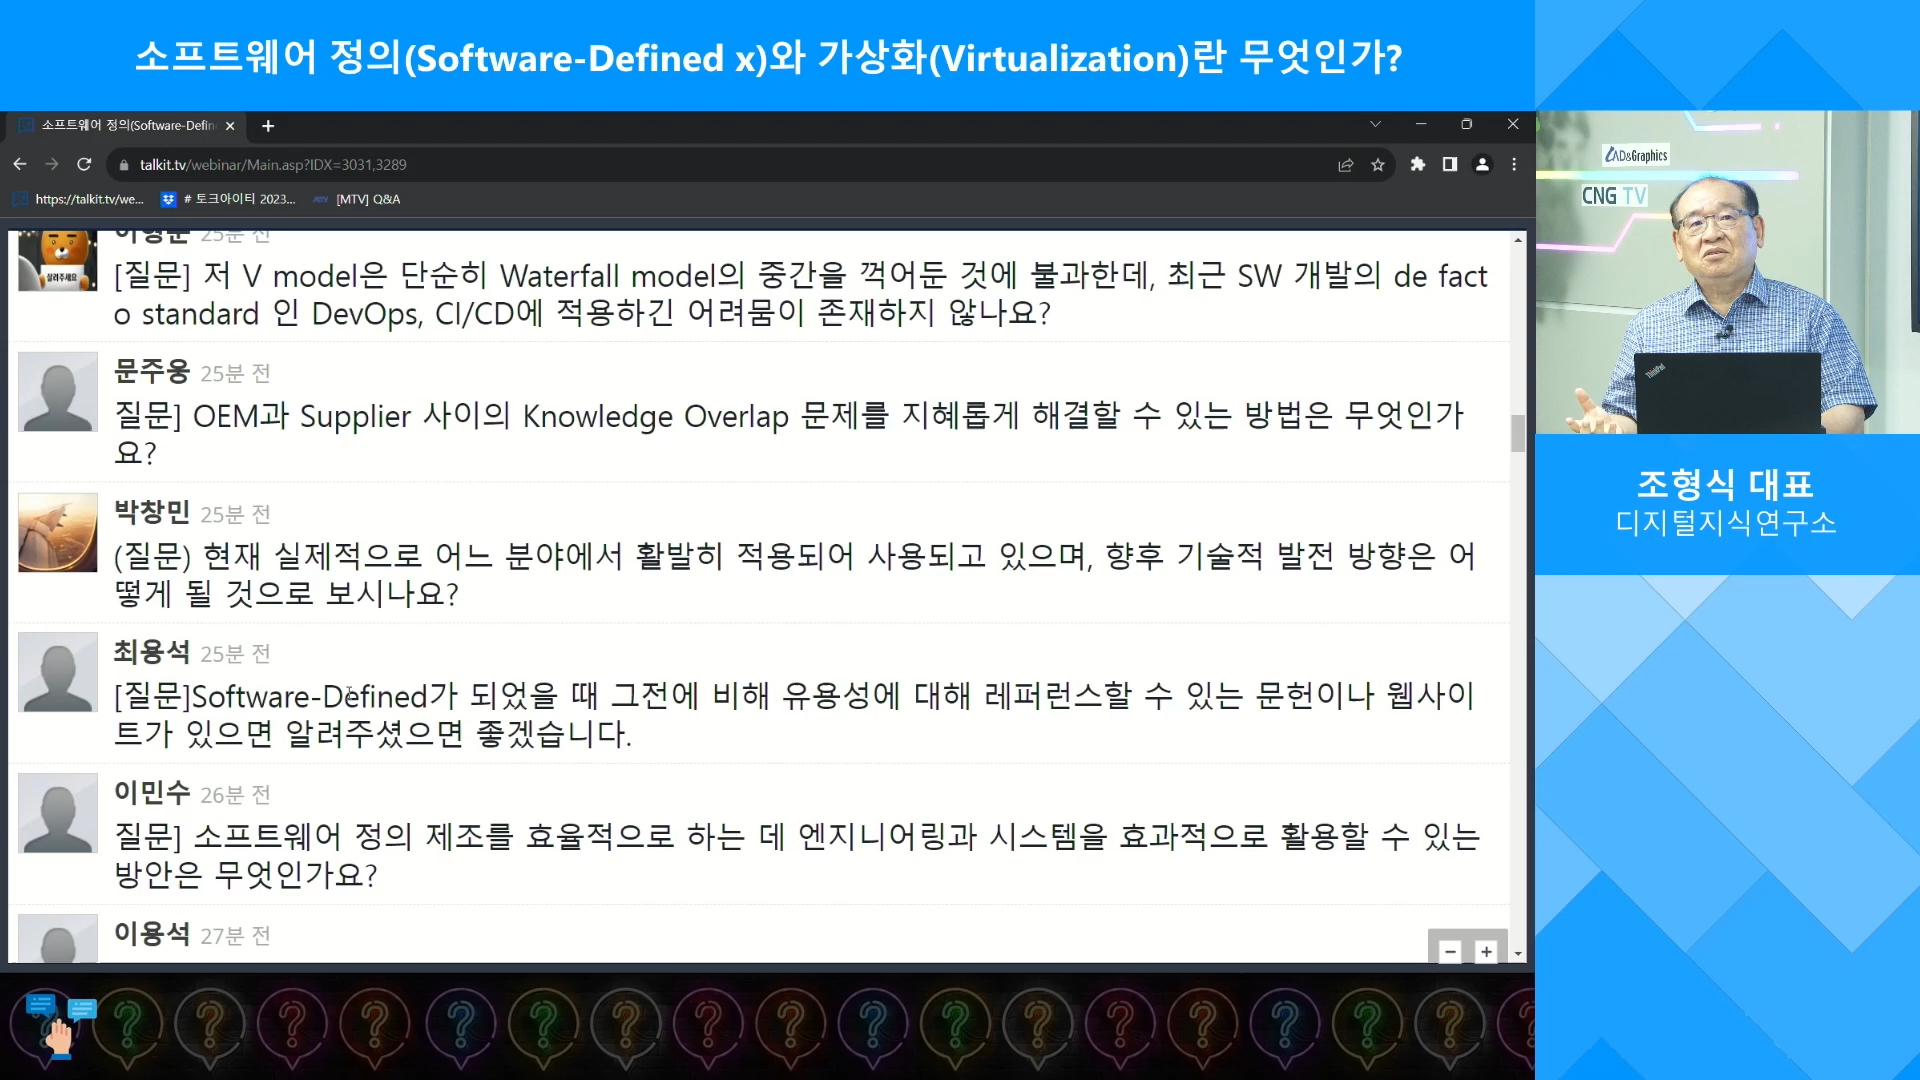 소프트웨어 정의(Software-Defined x)와 가상화(Virtualization)란 무엇인가?
소프트웨어 정의(Software-Defin
talkit.tv/webinar/Main.asp?IDX=3031,3289
https://talkit.tv/we...
# 토크아이티 2023...
[MTV] Q&A
25분 전
살려주세요
[질문] 저 V model은 단순히 Waterfall model의 중간을 꺽어둔 것에 불과한데, 최근 SW 개발의 de fact
o standard 인 DevOps, CI/CD에 적용하긴 어려뭄이 존재하지 않나요?
문주웅 25분 전
질문] OEM과 Supplier 사이의 Knowledge Overlap 문제를 지혜롭게 해결할 수 있는 방법은 무엇인가
요?
박창민 25분 전
(질문) 현재 실제적으로 어느 분야에서 활발히 적용되어 사용되고 있으며, 향후 기술적 발전 방향은 어
떻게 될 것으로 보시나요?
최용석 25분 전
[질문]Software-Defined가 되었을 때 그전에 비해 유용성에 대해 레퍼런스할 수 있는 문헌이나 웹사이
트가 있으면 알려주셨으면 좋겠습니다.
이민수 26분 전
질문] 소프트웨어 정의 제조를 효율적으로 하는 데 엔지니어링과 시스템을 효과적으로 활용할 수 있는
방안은 무엇인가요?
이용석 27분 전
CAD&Graphics
CNG TV
ThinkPad
조형식 대표
디지털지식연구소